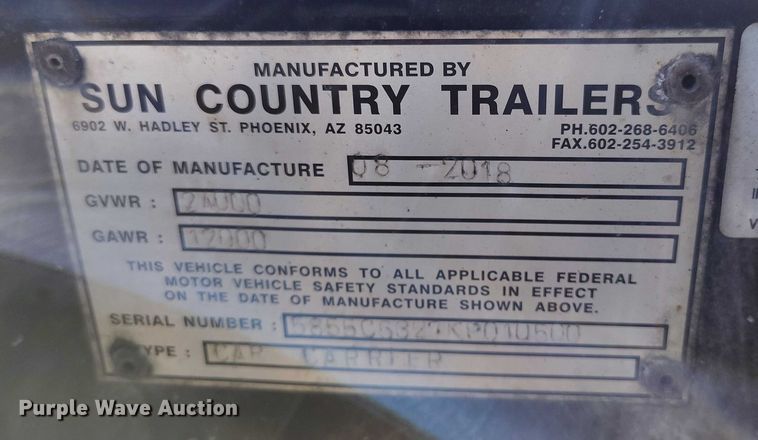 MANUFACTURED BY
SUN COUNTRY TRAILERS
6902 W. HADLEY ST. PHOENIX, AZ 85043
PH.602-268-6406
FAX.602-254-3912
DATE OF MANUFACTURE 08 - 2018
GVWR :
GAWR : 12000
THIS VEHICLE CONFORMS TO ALL APPLICABLE FEDERAL
MOTOR VEHICLE SAFETY STANDARDS IN EFFECT
ON THE DATE OF MANUFACTURE SHOWN ABOVE.
SERIAL NUMBER :
TYPE : CAR CARRIER
Purple Wave Auction